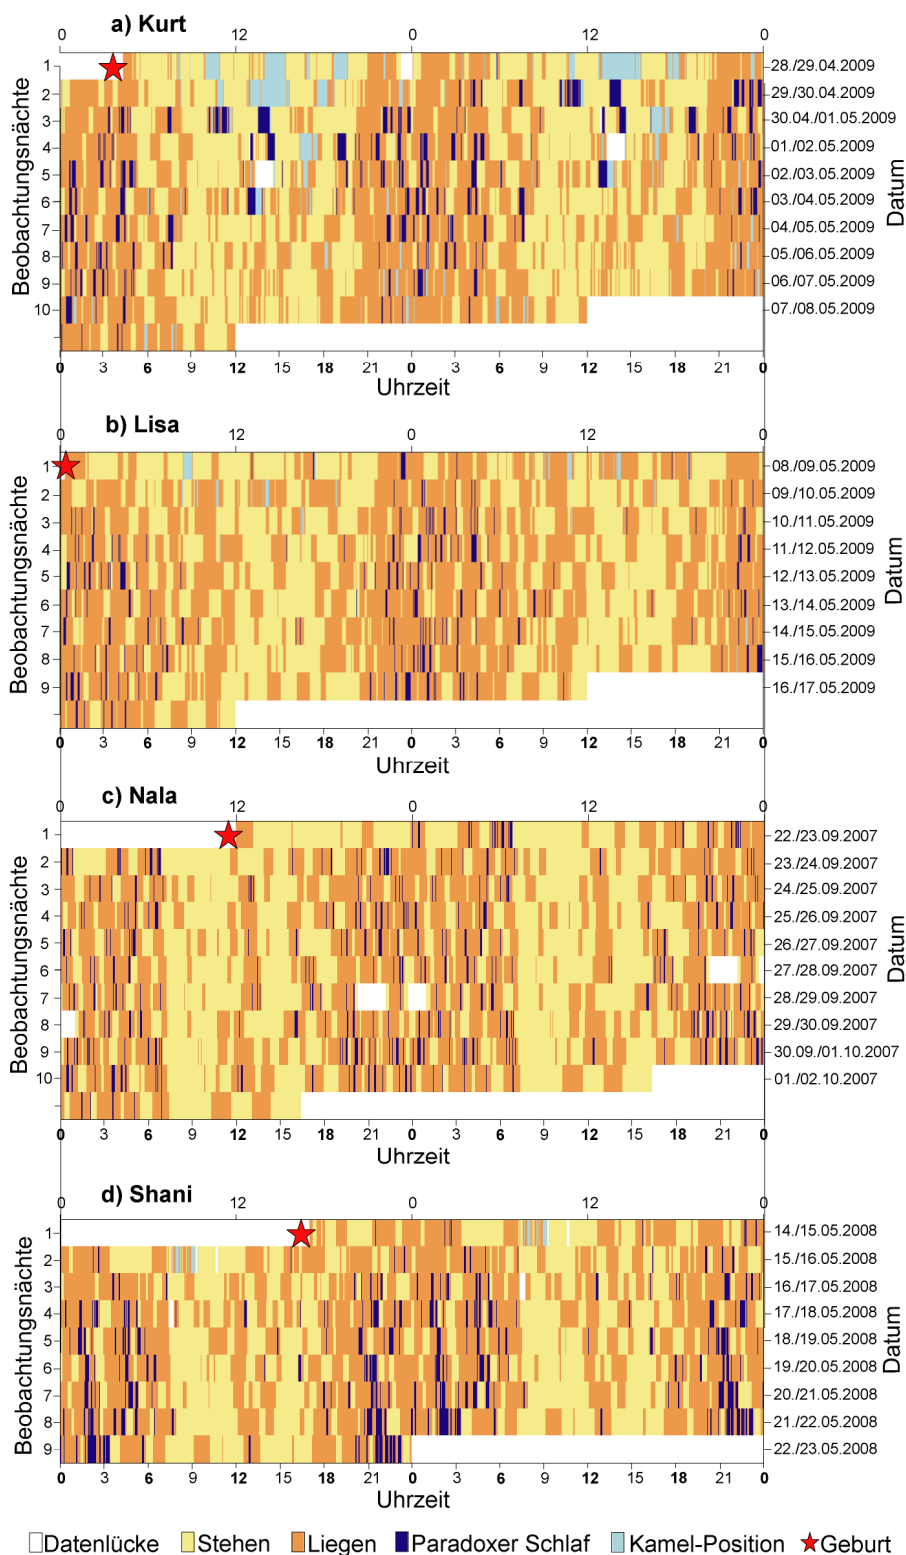 a) Kurt
0 12 0 12 0
Beobachtungsnächte
1 28./29.04.2009
2 29./30.04.2009
3 30.04./01.05.2009
4 01./02.05.2009
5 02./03.05.2009
6 03./04.05.2009
7 04./05.05.2009
8 05./06.05.2009
9 06./07.05.2009
10 07./08.05.2009
Datum
0 3 6 9 12 15 18 21 0 3 6 9 12 15 18 21 0
Uhrzeit
b) Lisa
0 12 0 12 0
Beobachtungsnächte
1 08./09.05.2009
2 09./10.05.2009
3 10./11.05.2009
4 11./12.05.2009
5 12./13.05.2009
6 13./14.05.2009
7 14./15.05.2009
8 15./16.05.2009
9 16./17.05.2009
Datum
0 3 6 9 12 15 18 21 0 3 6 9 12 15 18 21 0
Uhrzeit
c) Nala
0 12 0 12 0
Beobachtungsnächte
1 22./23.09.2007
2 23./24.09.2007
3 24./25.09.2007
4 25./26.09.2007
5 26./27.09.2007
6 27./28.09.2007
7 28./29.09.2007
8 29./30.09.2007
9 30.09./01.10.2007
10 01./02.10.2007
Datum
0 3 6 9 12 15 18 21 0 3 6 9 12 15 18 21 0
Uhrzeit
d) Shani
0 12 0 12 0
Beobachtungsnächte
1 14./15.05.2008
2 15./16.05.2008
3 16./17.05.2008
4 17./18.05.2008
5 18./19.05.2008
6 19./20.05.2008
7 20./21.05.2008
8 21./22.05.2008
9 22./23.05.2008
Datum
0 3 6 9 12 15 18 21 0 3 6 9 12 15 18 21 0
Uhrzeit
Datenlücke Stehen Liegen Paradoxer Schlaf Kamel-Position Geburt